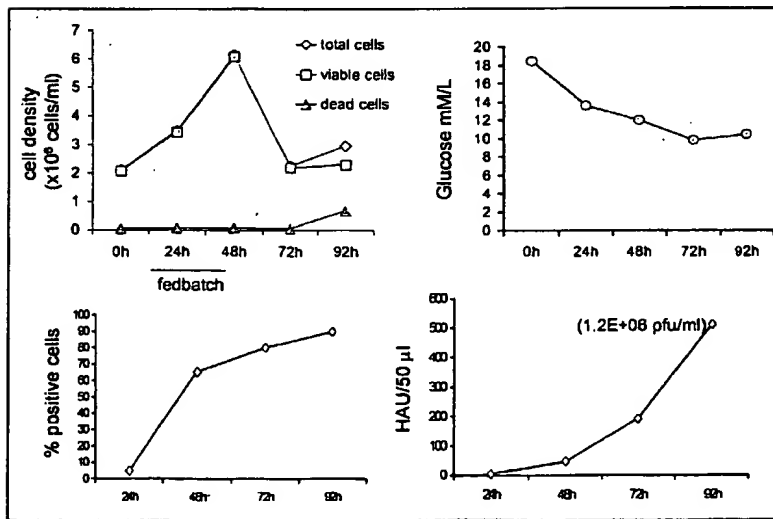 cell density
(x10⁶ cells/ml)
7
6
5
4
3
2
1
0
0h 24h 48h 72h 92h
fedbatch
total cells
viable cells
dead cells
Glucose mM/L
20
18
16
14
12
10
8
6
4
2
0
0h 24h 48h 72h 92h
% positive cells
100
90
80
70
60
50
40
30
20
10
0
24h 48hr 72h 92h
HAU/50 µl
600
500
400
300
200
100
0
(1.2E+08 pfu/ml)
24h 48h 72h 92h